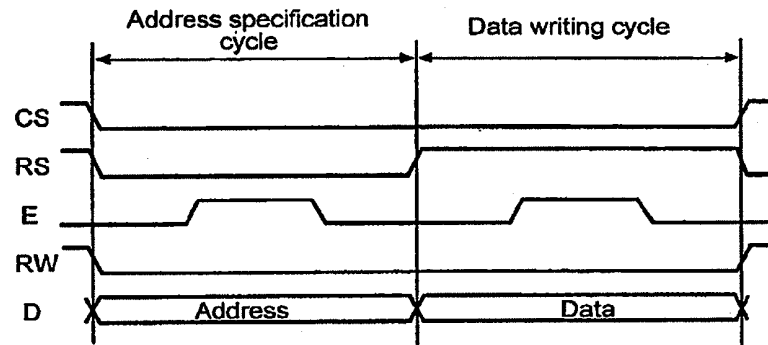 Address specification
cycle
Data writing cycle
CS
RS
E
RW
D
Address
Data